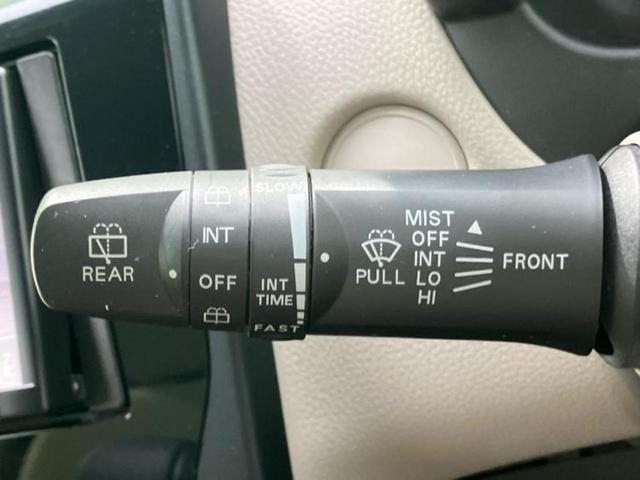 REAR
INT
OFF
SLOW
INT
TIME
FAST
PULL
MIST
OFF
INT
LO
HI
FRONT